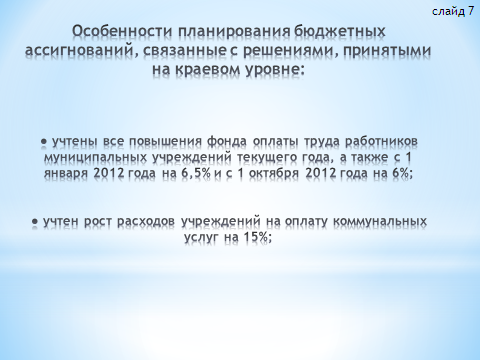 слайд 7
Особенности планирования бюджетных
ассигнований, связанные с решениями, принятыми
на краевом уровне:
● учтены все повышения фонда оплаты труда работников
муниципальных учреждений текущего года, а также с 1
января 2012 года на 6,5% и с 1 октября 2012 года на 6%;
● учтен рост расходов учреждений на оплату коммунальных
услуг на 15%;